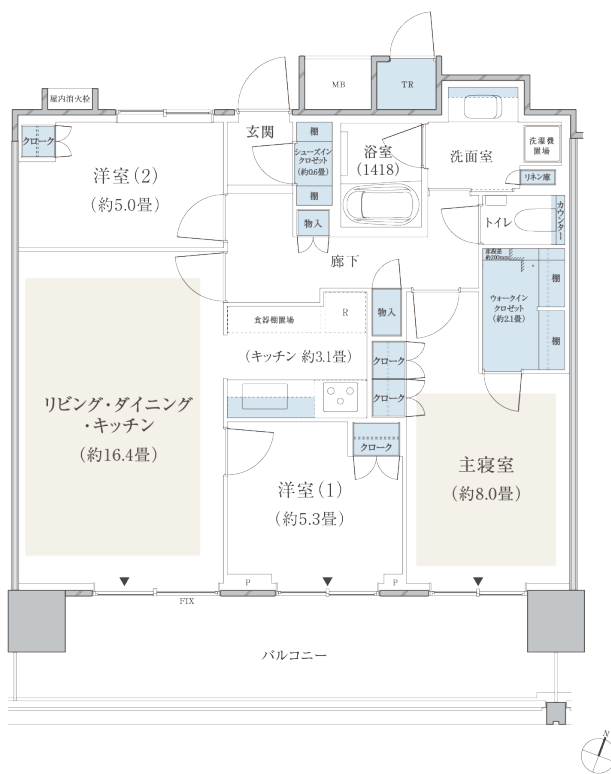 屋内消火栓
MB
TR
クローク
玄関
棚
シューズイン
クロゼット
(約0.6畳)
棚
浴室
(1418)
洗面室
洗濯機
置場
リネン庫
洋室(2)
(約5.0畳)
物入
トイレ
カウンター
廊下
ウォークイン
クロゼット
(約2.1畳)
棚
棚
食器棚置場
R
物入
(キッチン 約3.1畳)
クローク
クローク
リビング・ダイニング
・キッチン
(約16.4畳)
クローク
洋室(1)
(約5.3畳)
主寝室
(約8.0畳)
P
P
FIX
バルコニー
N